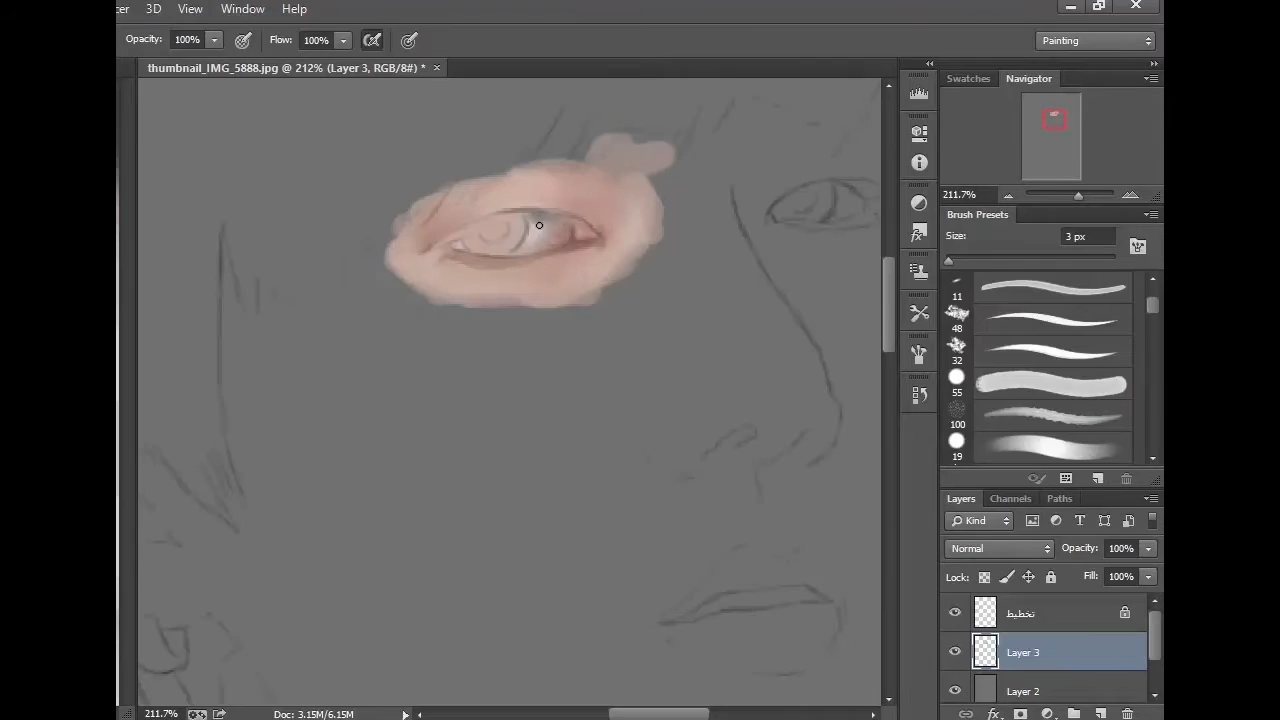 cer 3D View Window Help
Opacity: 100% Flow: 100% Painting
thumbnail_IMG_5888.jpg @ 212% (Layer 3, RGB/8#) *
Swatches Navigator
211.7%
Brush Presets
Size: 3 px
11
48
32
55
100
19
Layers Channels Paths
Kind
Normal Opacity: 100%
Lock: Fill: 100%
تخطيط
Layer 3
Layer 2
211.7% Doc: 3.15M/6.15M